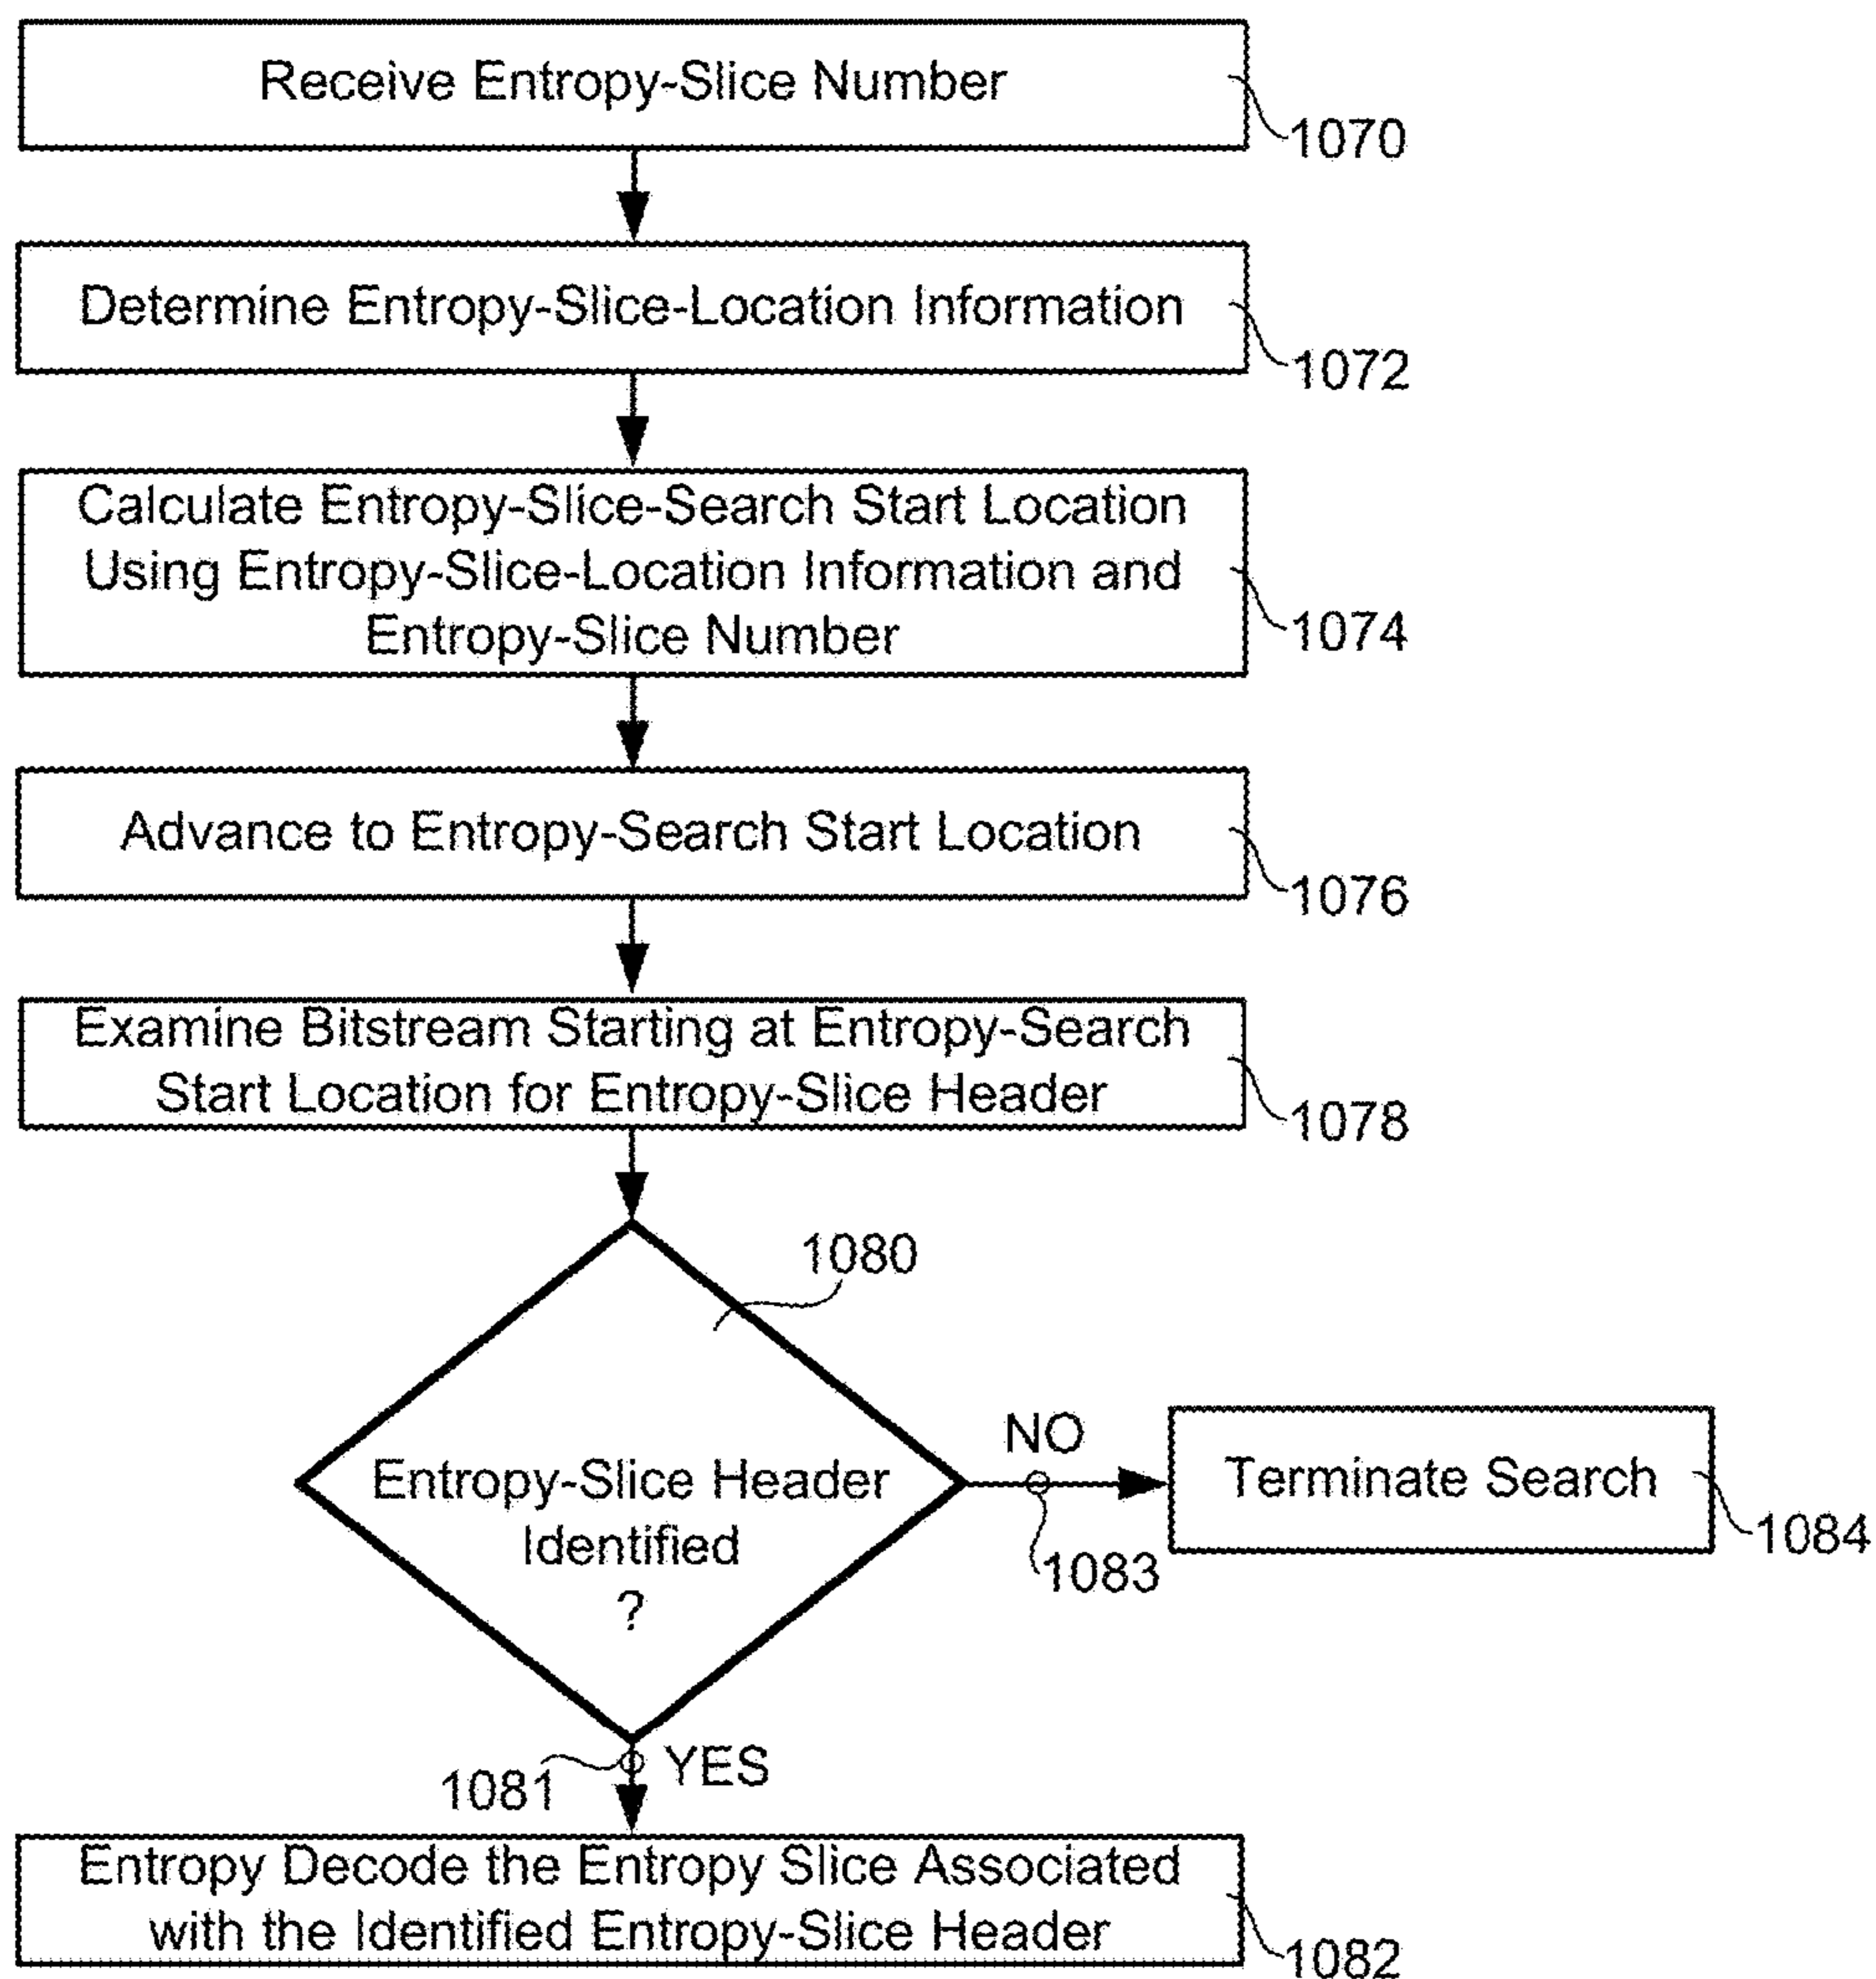 Receive Entropy-Slice Number
1070
Determine Entropy-Slice-Location Information
1072
Calculate Entropy-Slice-Search Start Location
Using Entropy-Slice-Location Information and
Entropy-Slice Number
1074
Advance to Entropy-Search Start Location
1076
Examine Bitstream Starting at Entropy-Search
Start Location for Entropy-Slice Header
1078
1080
Entropy-Slice Header
Identified
?
NO
1083
Terminate Search
1084
1081
YES
Entropy Decode the Entropy Slice Associated
with the Identified Entropy-Slice Header
1082